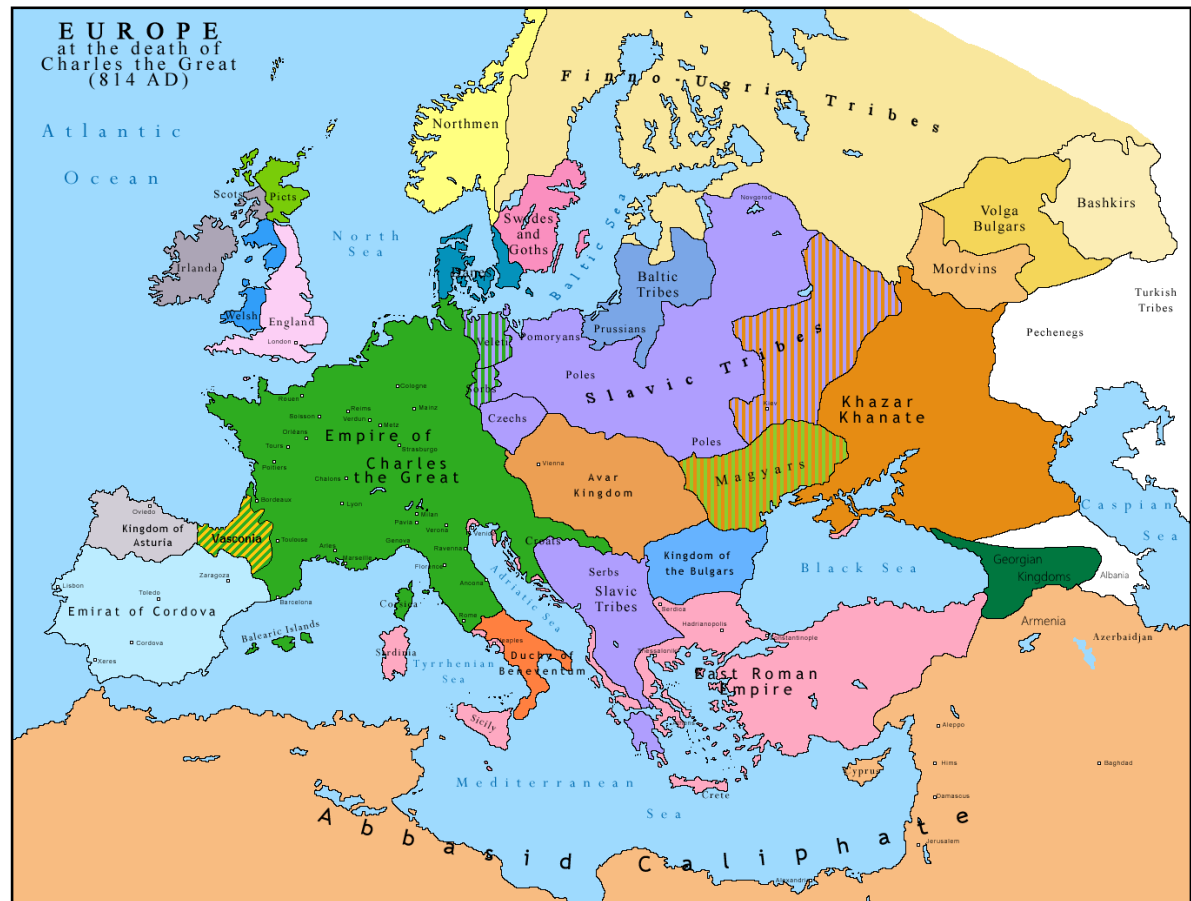 EUROPE
at the death of
Charles the Great
(814 AD)
Atlantic
Ocean
Finno-Ugric Tribes
Northmen
Scots
Picts
North
Sea
Irlanda
Welsh
England
London
Swedes
and
Goths
Baltic Sea
Danes
Novgorod
Baltic
Tribes
Prussians
Volga
Bulgars
Bashkirs
Mordvins
Turkish
Tribes
Pechenegs
Veleti
Pomoryans
Sorbs
Poles
Slavic Tribes
Czechs
Kiev
Poles
Khazar
Khanate
Cologne
Rouen
Reims
Mainz
Soisson
Verdun
Metz
Orléans
Empire of
Charles
the Great
Tours
Strasburgo
Poitiers
Chalons
Lyon
Bordeaux
Milan
Pavia
Verona
Venice
Vienna
Avar
Kingdom
Magyars
Oviedo
Kingdom of
Asturia
Vasconia
Toulouse
Arles
Marseille
Genova
Ravenna
Florence
Croats
Ancona
Rome
Adriatic Sea
Serbs
Slavic
Tribes
Kingdom of
the Bulgars
Black Sea
Caspian
Sea
Georgian
Kingdoms
Albania
Armenia
Azerbaidjan
Lisbon
Zaragoza
Toledo
Barcelona
Emirat of Cordova
Cordova
Xeres
Balearic Islands
Corsica
Sardinia
Tyrrhenian
Sea
Neaples
Duchy of
Beneventum
Sicily
Serdica
Hadrianopolis
Constantinople
Thessalonic
East Roman
Empire
Crete
Cyprus
Aleppo
Hims
Baghdad
Damascus
Jerusalem
Alexandria
Mediterranean
Sea
Abbasid Caliphate